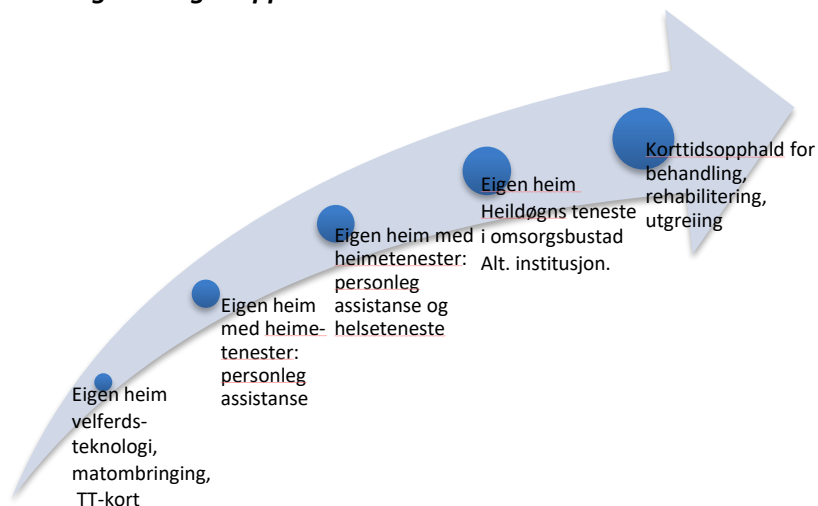 Eigen heim
velferds-
teknologi,
matombringing,
TT-kort
Eigen heim
med heime-
tenester:
personleg
assistanse
Eigen heim med
heimetenester:
personleg
assistanse og
helseteneste
Eigen heim
Heildøgns teneste
i omsorgsbustad
Alt. institusjon.
Korttidsopphald for
behandling,
rehabilitering,
utgreiing